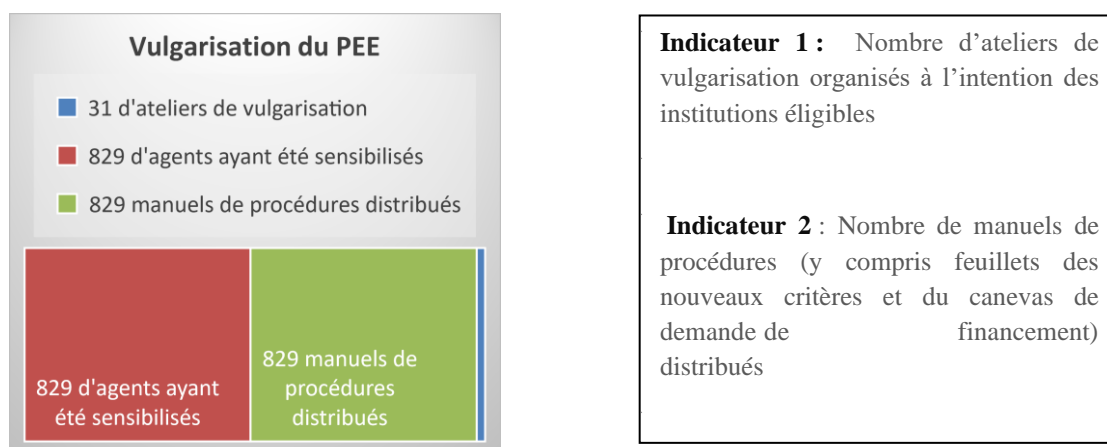 Vulgarisation du PEE
31 d'ateliers de vulgarisation
829 d'agents ayant été sensibilisés
829 manuels de procédures distribués
829 d'agents ayant
été sensibilisés
829 manuels de
procédures
distribués
Indicateur 1 : Nombre d’ateliers de
vulgarisation organisés à l’intention des
institutions éligibles
Indicateur 2 : Nombre de manuels de
procédures (y compris feuillets des
nouveaux critères et du canevas de
demande de financement)
distribués